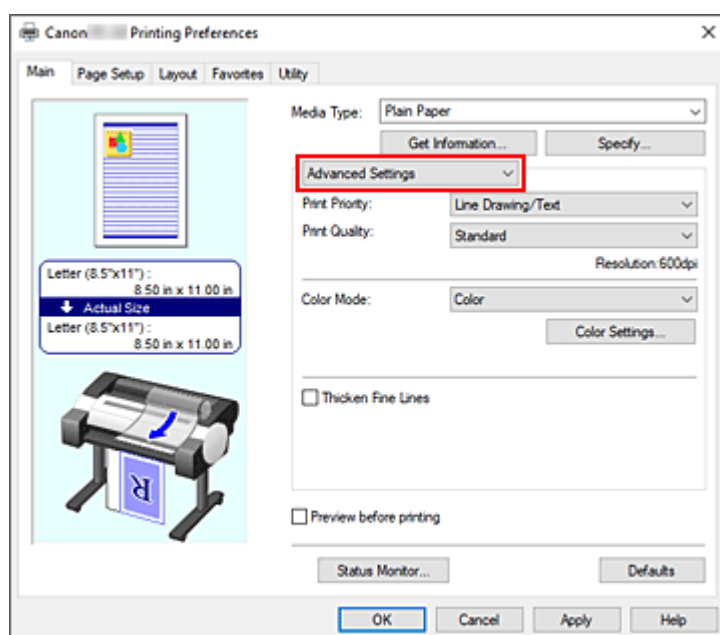 Canon Printing Preferences
Main Page Setup Layout Favorites Utility
Media Type: Plain Paper
Get Information... Specify...
Advanced Settings
Print Priority: Line Drawing/Text
Print Quality: Standard
Resolution:600dpi
Color Mode: Color
Color Settings...
Thicken Fine Lines
Letter (8.5"x11") :
8.50 in x 11.00 in
Actual Size
Letter (8.5"x11") :
8.50 in x 11.00 in
R
Preview before printing
Status Monitor... Defaults
OK Cancel Apply Help